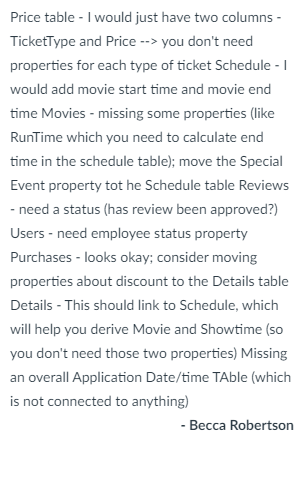 Price table - I would just have two columns -
TicketType and Price --> you don't need
properties for each type of ticket Schedule - I
would add movie start time and movie end
time Movies - missing some properties (like
RunTime which you need to calculate end
time in the schedule table); move the Special
Event property tot he Schedule table Reviews
- need a status (has review been approved?)
Users - need employee status property
Purchases - looks okay; consider moving
properties about discount to the Details table
Details - This should link to Schedule, which
will help you derive Movie and Showtime (so
you don't need those two properties) Missing
an overall Application Date/time TAble (which
is not connected to anything)
- Becca Robertson